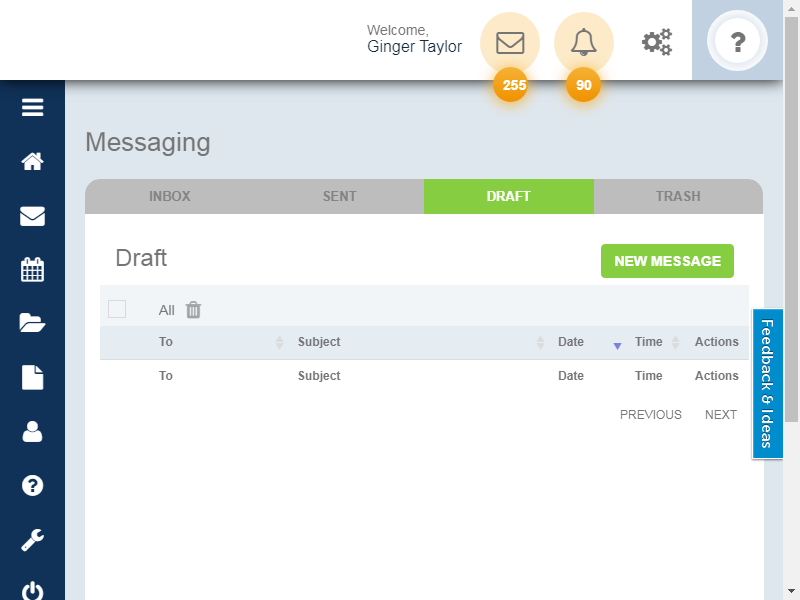 Welcome,
Ginger Taylor
255
90
?
Messaging
INBOX SENT DRAFT TRASH
Draft
NEW MESSAGE
All
To Subject Date Time Actions
To Subject Date Time Actions
PREVIOUS NEXT
Feedback & Ideas
?